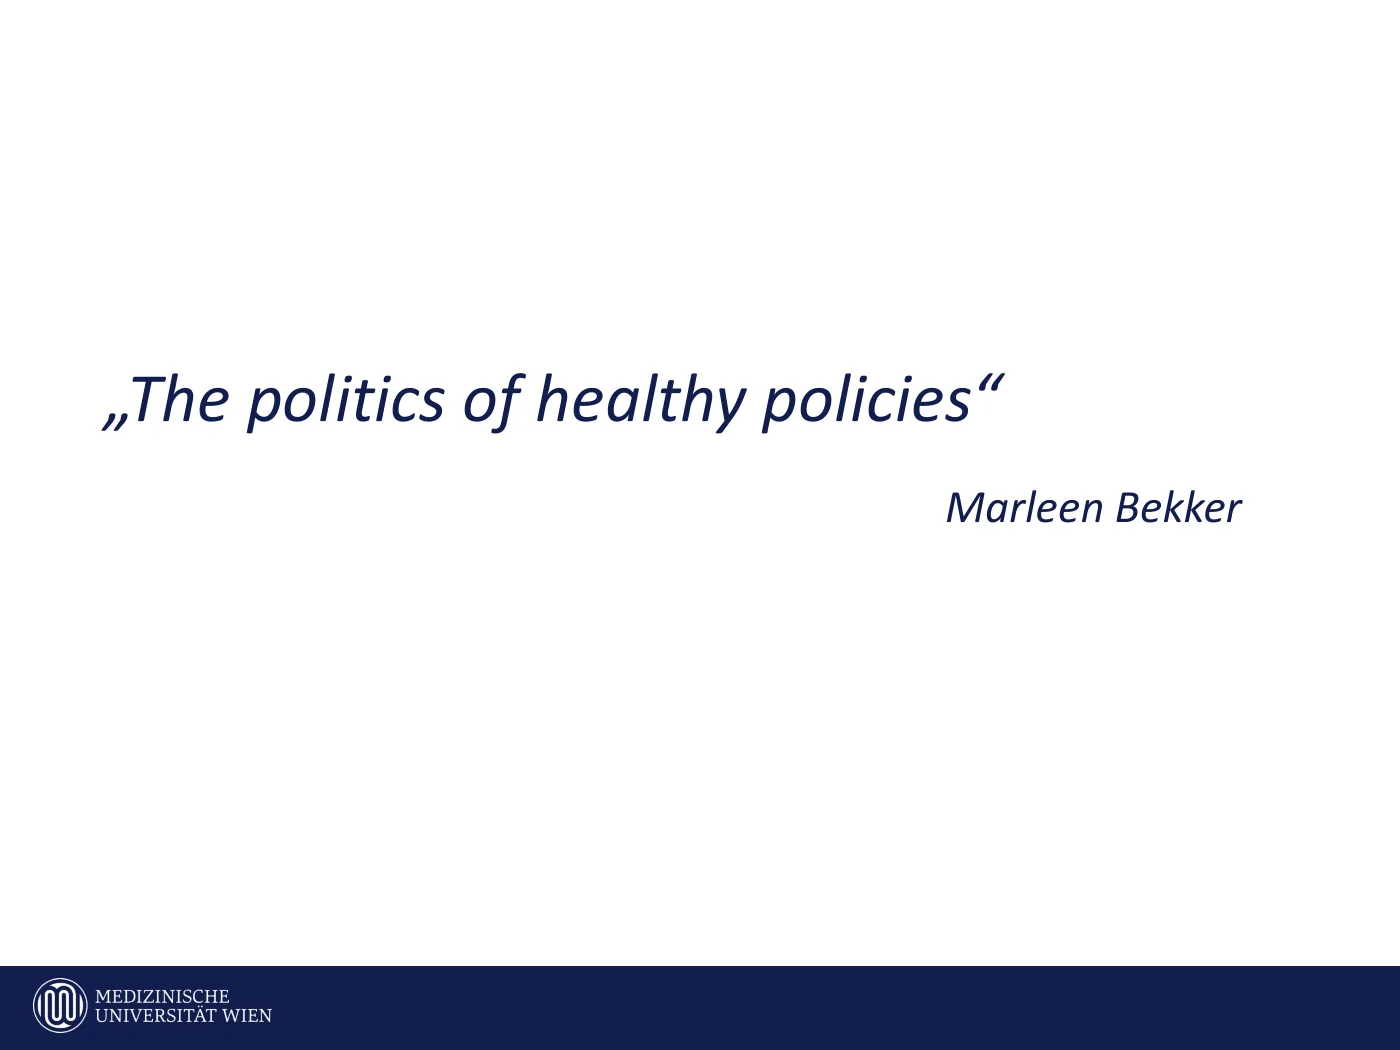 „The politics of healthy policies“
Marleen Bekker
MEDIZINISCHE
UNIVERSITÄT WIEN